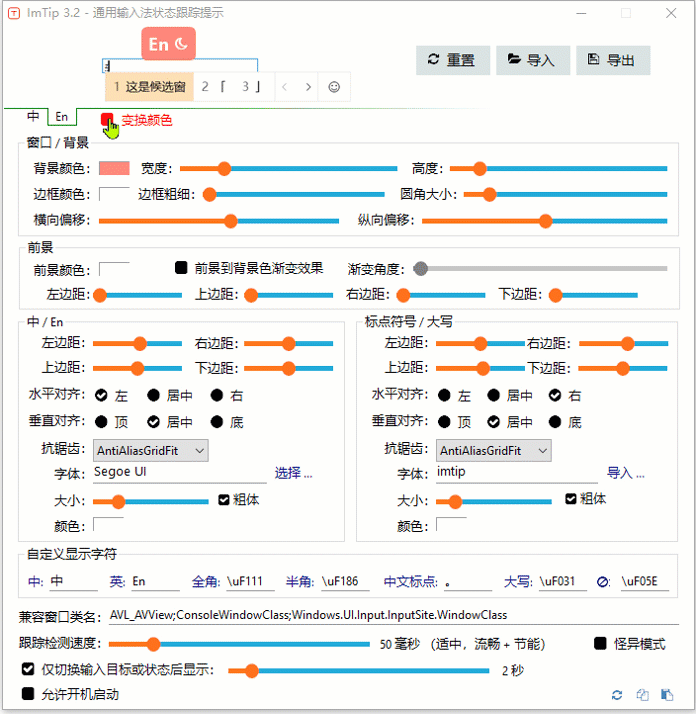 ImTip 3.2 - 通用输入法状态跟踪提示
En
重置 导入 导出
1 这是候选窗 2 「 3 」
中 En 变换颜色
窗口 / 背景
背景颜色: 宽度: 高度:
边框颜色: 边框粗细: 圆角大小:
横向偏移: 纵向偏移:
前景
前景颜色: 前景到背景色渐变效果 渐变角度:
左边距: 上边距: 右边距: 下边距:
中 / En 标点符号 / 大写
左边距: 右边距: 左边距: 右边距:
上边距: 下边距: 上边距: 下边距:
水平对齐: 左 居中 右 水平对齐: 左 居中 右
垂直对齐: 顶 居中 底 垂直对齐: 顶 居中 底
抗锯齿: AntiAliasGridFit 抗锯齿: AntiAliasGridFit
字体: Segoe UI 选择 ... 字体: imtip 导入 ...
大小: 粗体 大小: 粗体
颜色: 颜色:
自定义显示字符
中: 中 英: En 全角: \uF111 半角: \uF186 中文标点: 。 大写: \uF031 : \uF05E
兼容窗口类名: AVL_AVView;ConsoleWindowClass;Windows.UI.Input.InputSite.WindowClass
跟踪检测速度: 50 毫秒 （适中，流畅 + 节能） 怪异模式
仅切换输入目标或状态后显示: 2 秒
允许开机启动